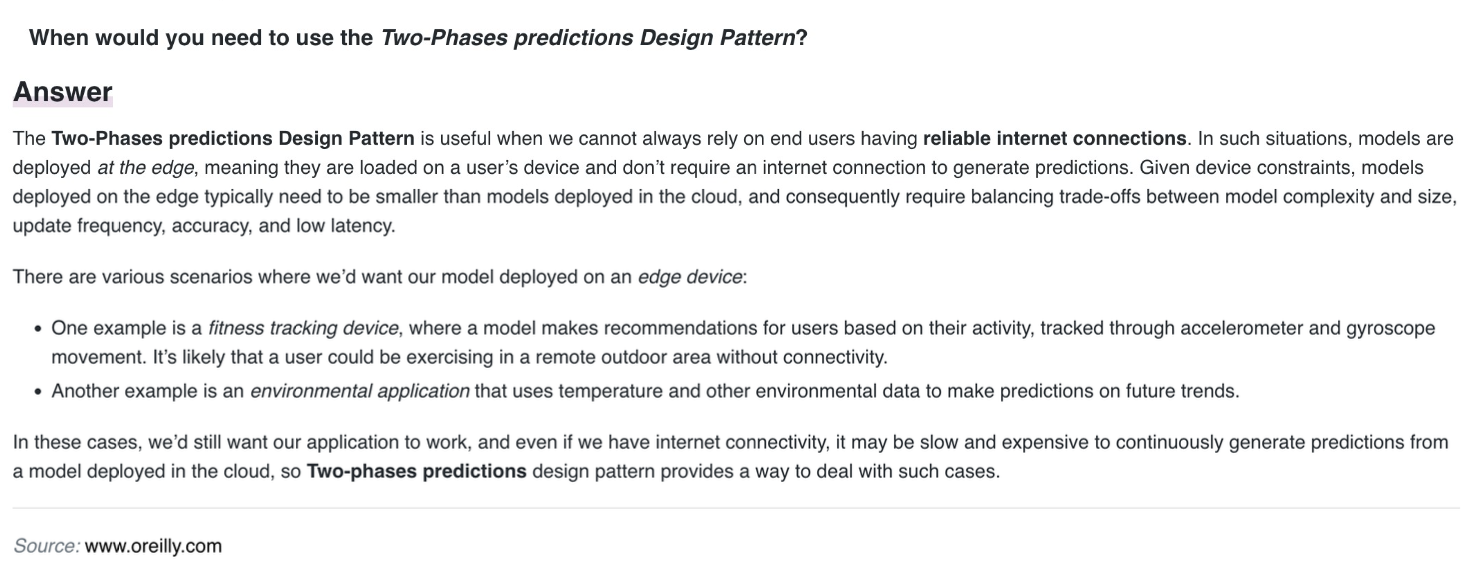 When would you need to use the Two-Phases predictions Design Pattern?
Answer
The Two-Phases predictions Design Pattern is useful when we cannot always rely on end users having reliable internet connections. In such situations, models are
deployed at the edge, meaning they are loaded on a user’s device and don’t require an internet connection to generate predictions. Given device constraints, models
deployed on the edge typically need to be smaller than models deployed in the cloud, and consequently require balancing trade-offs between model complexity and size,
update frequency, accuracy, and low latency.
There are various scenarios where we’d want our model deployed on an edge device:
• One example is a fitness tracking device, where a model makes recommendations for users based on their activity, tracked through accelerometer and gyroscope
movement. It’s likely that a user could be exercising in a remote outdoor area without connectivity.
• Another example is an environmental application that uses temperature and other environmental data to make predictions on future trends.
In these cases, we’d still want our application to work, and even if we have internet connectivity, it may be slow and expensive to continuously generate predictions from
a model deployed in the cloud, so Two-phases predictions design pattern provides a way to deal with such cases.
Source: www.oreilly.com